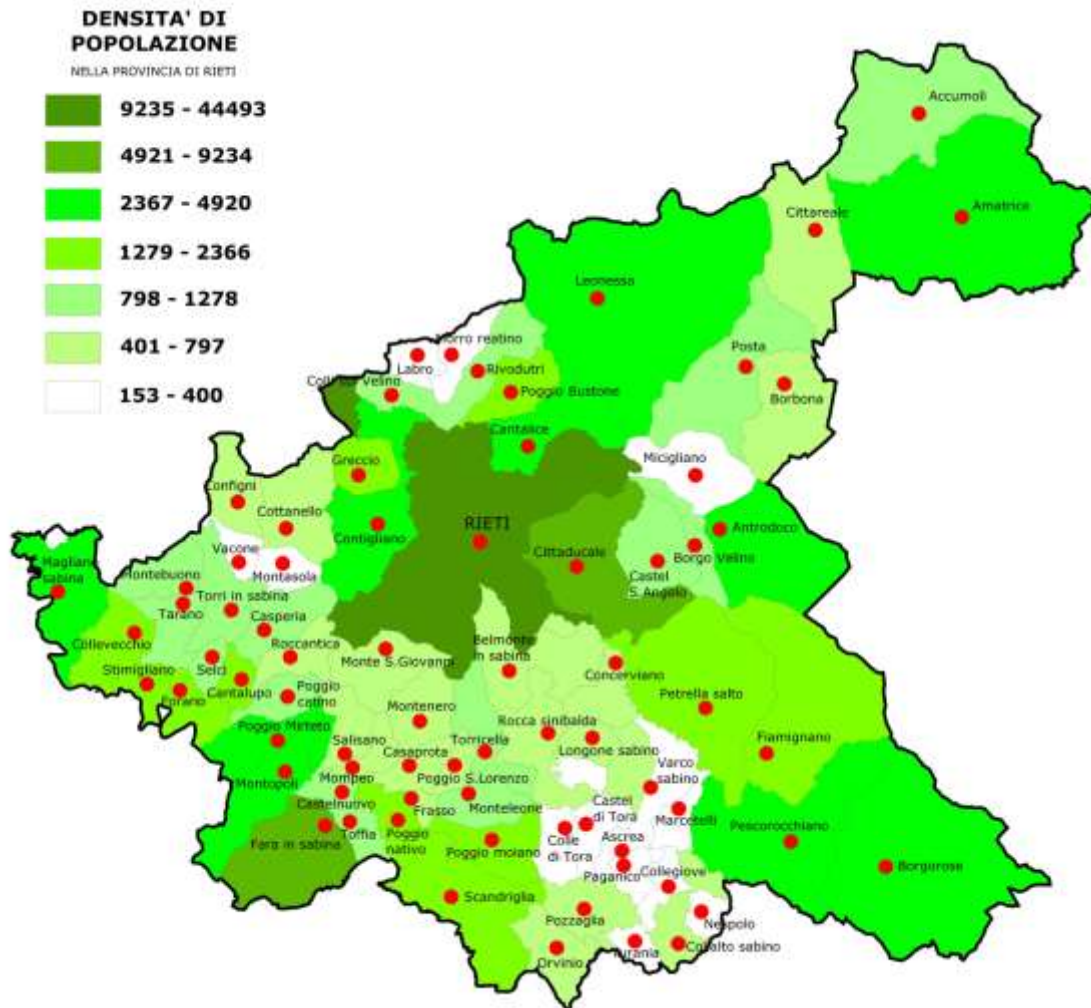 DENSITA' DI
POPOLAZIONE
NELLA PROVINCIA DI RIETI
9235 - 44493
4921 - 9234
2367 - 4920
1279 - 2366
798 - 1278
401 - 797
153 - 400
Accumoli
Amatrice
Cittareale
Leonessa
reatino
Labro
Posta
Rivodutri
Velino
Poggio Bustone
Borbona
Cantalice
Greccio
Micigliano
Configni
Cottanello
RIETI
Contigliano
Antrodoco
Vacone
Montasola
Cittaducale
Borgo Velino
Castel
S.Angelo
sabina
Montebuono
Torri in sabina
Tarano
Casperia
Collevecchio
Roccantica
Selci
Monte S.Giovanni
Belmonte
in sabina
Concerviano
Stimigliano
Forano
Cantalupo
Poggio
catino
Petrella salto
Montenero
Rocca sinibalda
Poggio Mirteto
Salisano
Casaprota
Torricella
Longone sabino
Fiamignano
Montopoli
Mompeo
Poggio S.Lorenzo
Varco
sabino
Castelnuovo
Frasso
Monteleone
Castel
di Tora
Marcetelli
Fara in sabina
Toffia
Poggio
nativo
Poggio moiano
Colle
di Tora
Ascrea
Pescorocchiano
Paganico
Collegiove
Borgorose
Scandriglia
Pozzaglia
Nespolo
Orvinio
Turania
Collalto sabino